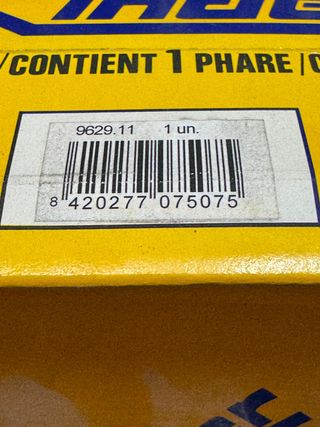 /CONTIENT 1 PHARE /C
9629.11 1 un.
8 420277 075075